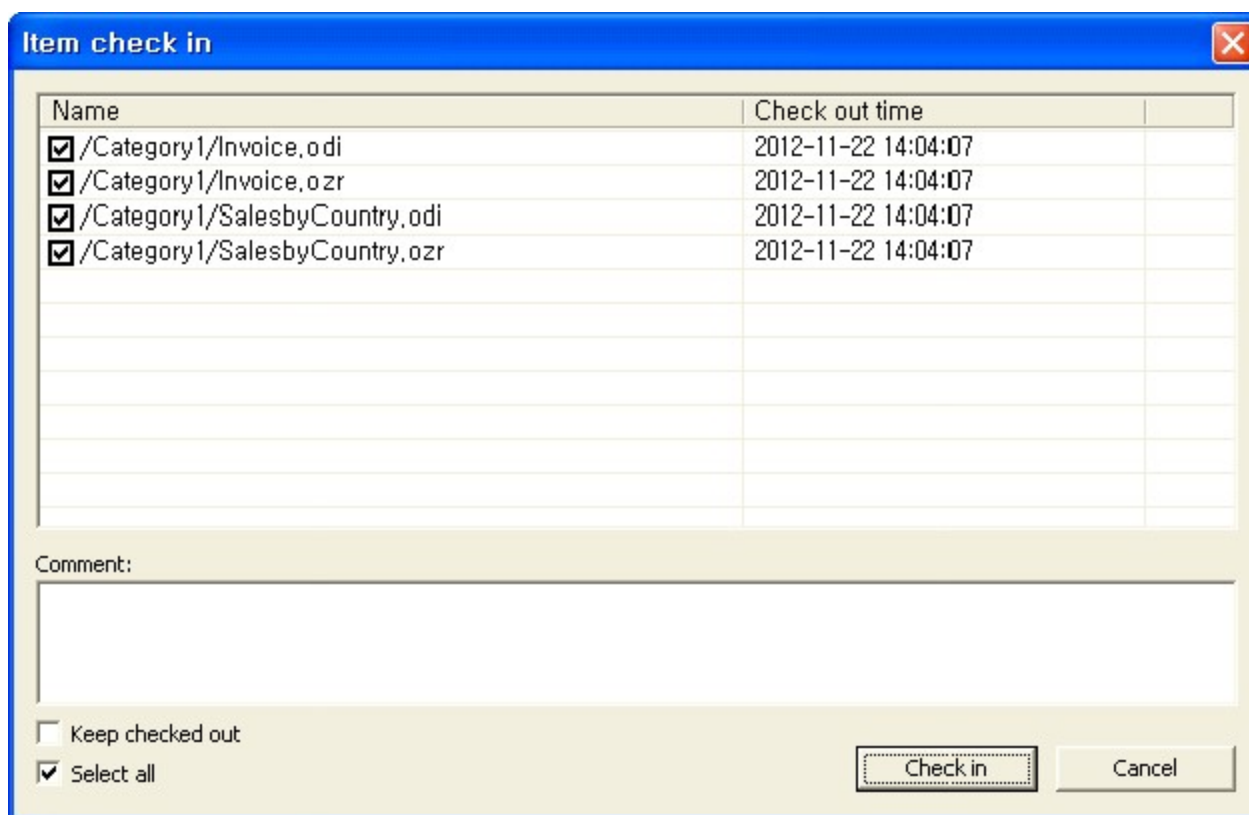 Item check in
Name Check out time
/Category1/Invoice.odi 2012-11-22 14:04:07
/Category1/Invoice.ozr 2012-11-22 14:04:07
/Category1/SalesbyCountry.odi 2012-11-22 14:04:07
/Category1/SalesbyCountry.ozr 2012-11-22 14:04:07
Comment:
Keep checked out
Select all
Check in Cancel